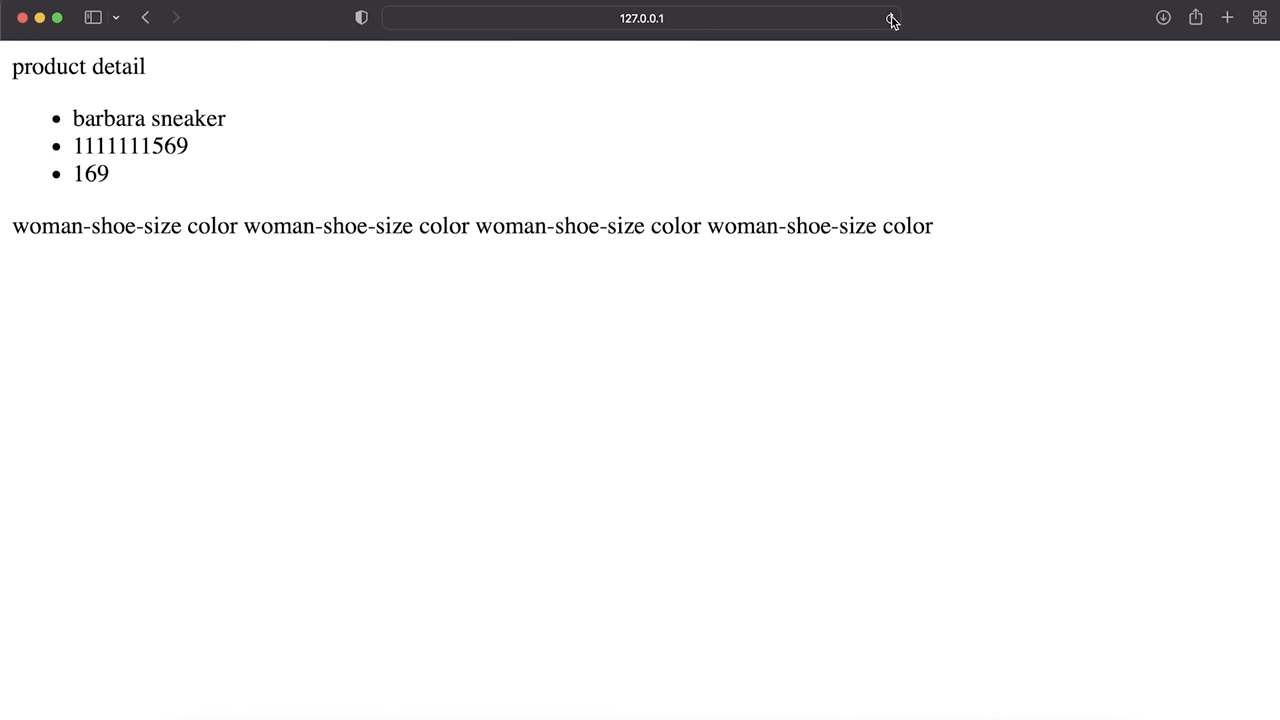 127.0.0.1
product detail
barbara sneaker
1111111569
169
woman-shoe-size color woman-shoe-size color woman-shoe-size color woman-shoe-size color